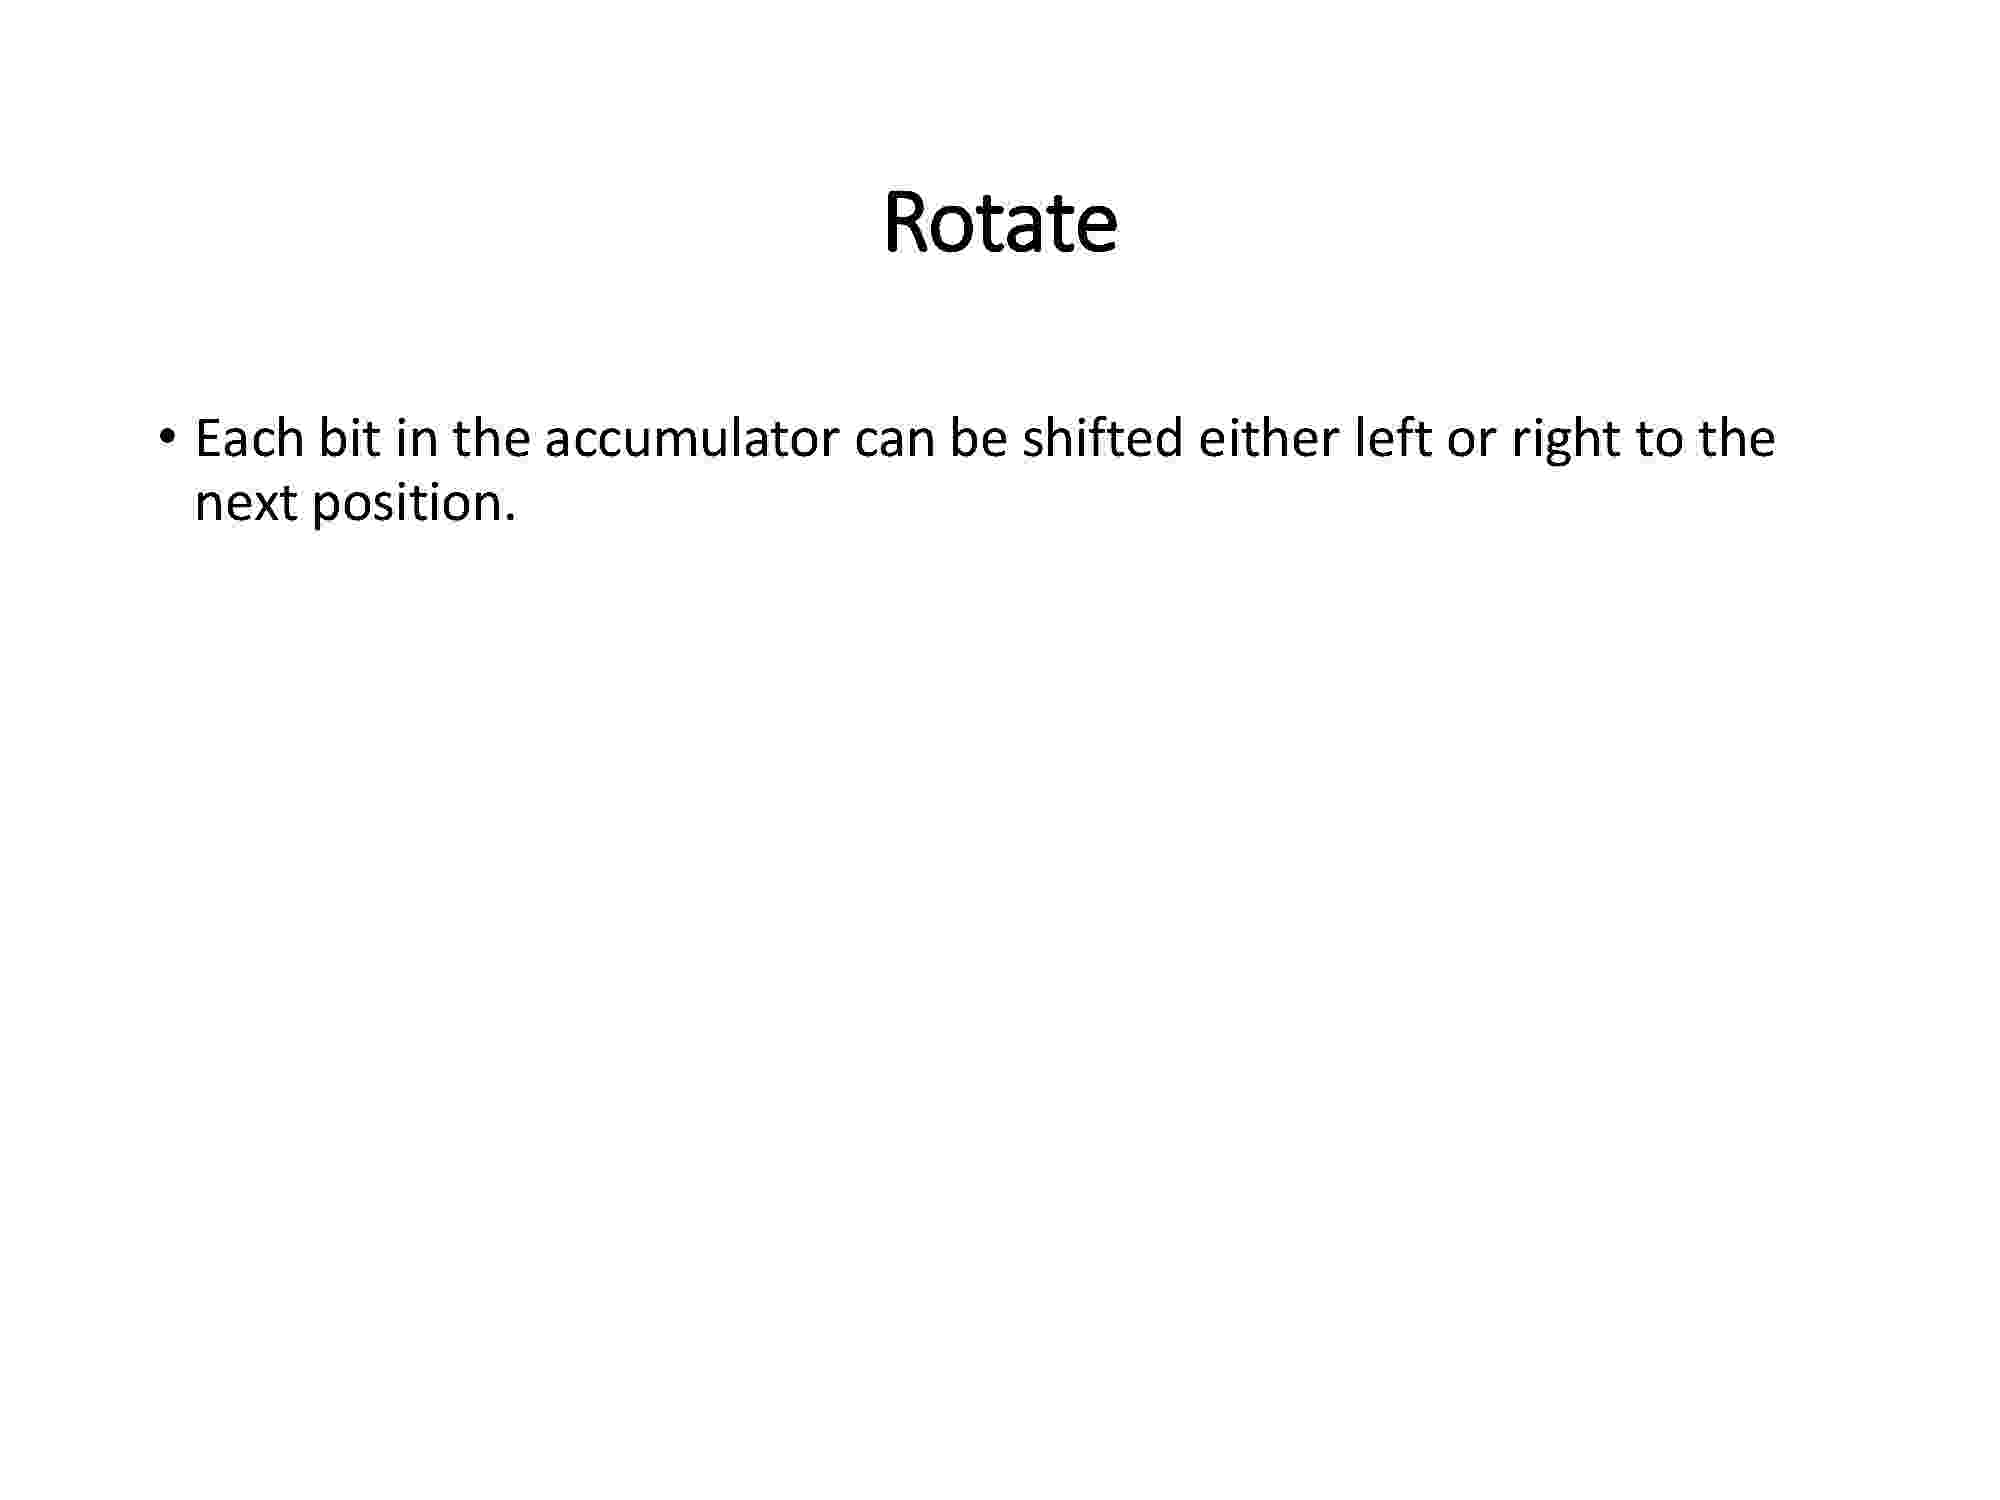 Rotate
• Each bit in the accumulator can be shifted either left or right to the
next position.